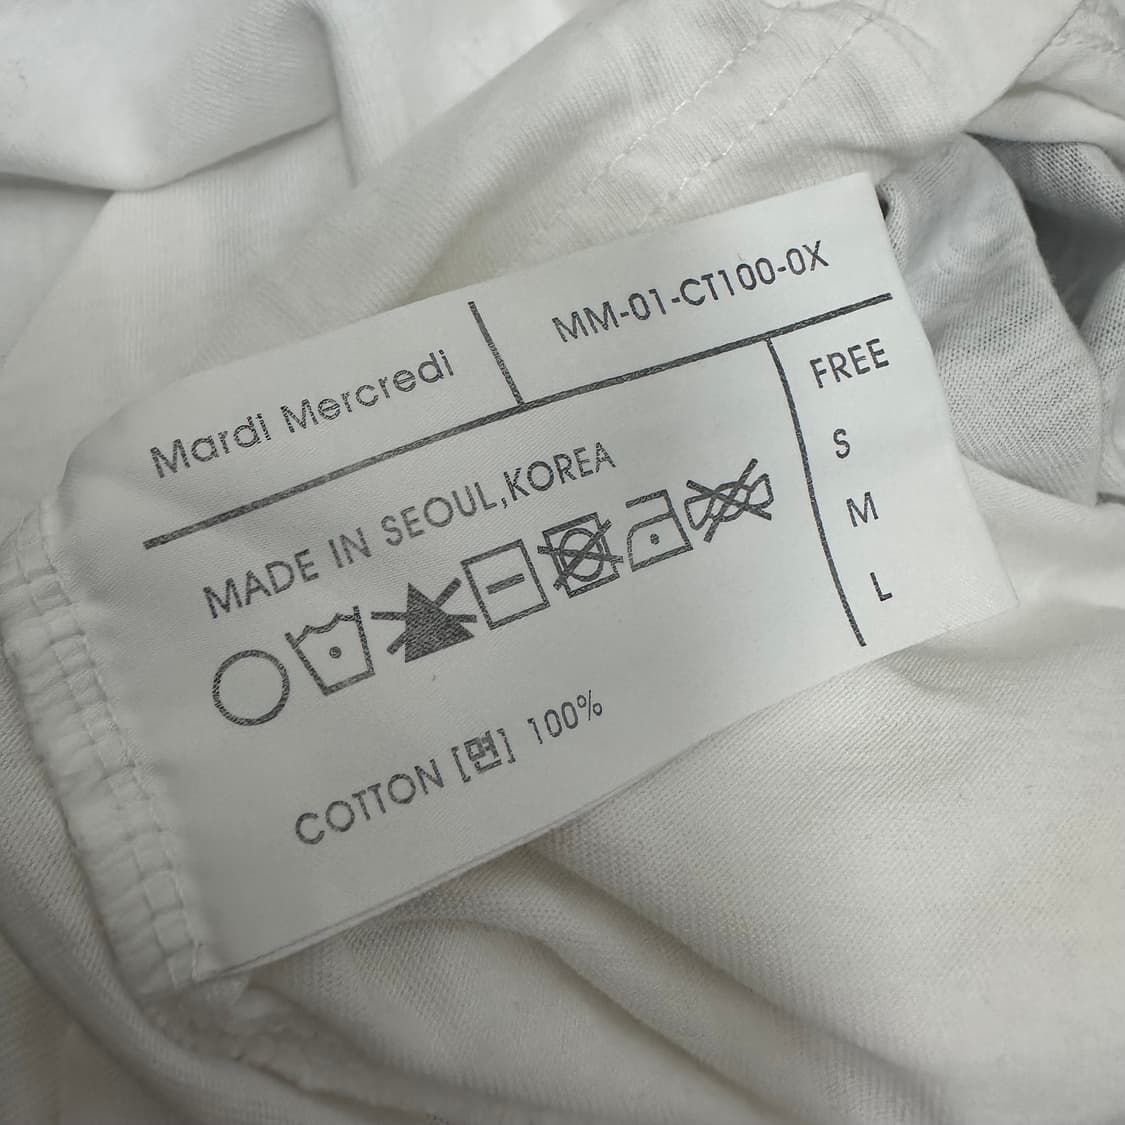 Mardi Mercredi
MM-01-CT100-0X
MADE IN SEOUL,KOREA
COTTON [면] 100%
FREE
S
M
L